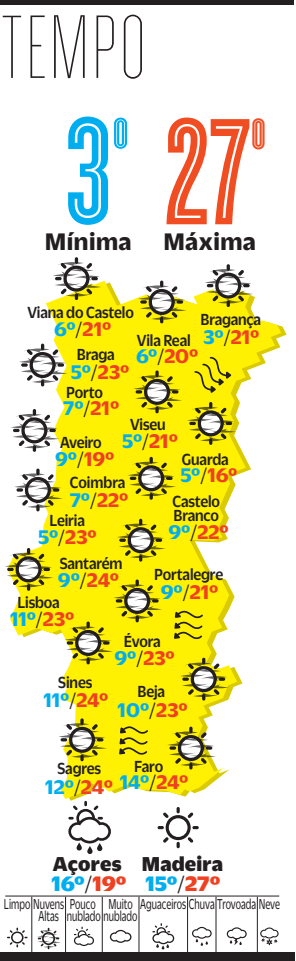 TEMPO
3º 27º
Mínima Máxima
Viana do Castelo
6º/21º
Bragança
3º/21º
Vila Real
6º/20º
Braga
5º/23º
Porto
7º/21º
Viseu
5º/21º
Aveiro
9º/19º
Guarda
5º/16º
Coimbra
7º/22º
Castelo
Branco
9º/22º
Leiria
5º/23º
Santarém
9º/24º
Portalegre
9º/21º
Lisboa
11º/23º
Évora
9º/23º
Sines
11º/24º
Beja
10º/23º
Sagres
12º/24º
Faro
14º/24º
Açores
16º/19º
Madeira
15º/27º
Limpo
Nuvens
Altas
Pouco
nublado
Muito
nublado
Aguaceiros
Chuva
Trovoada
Neve